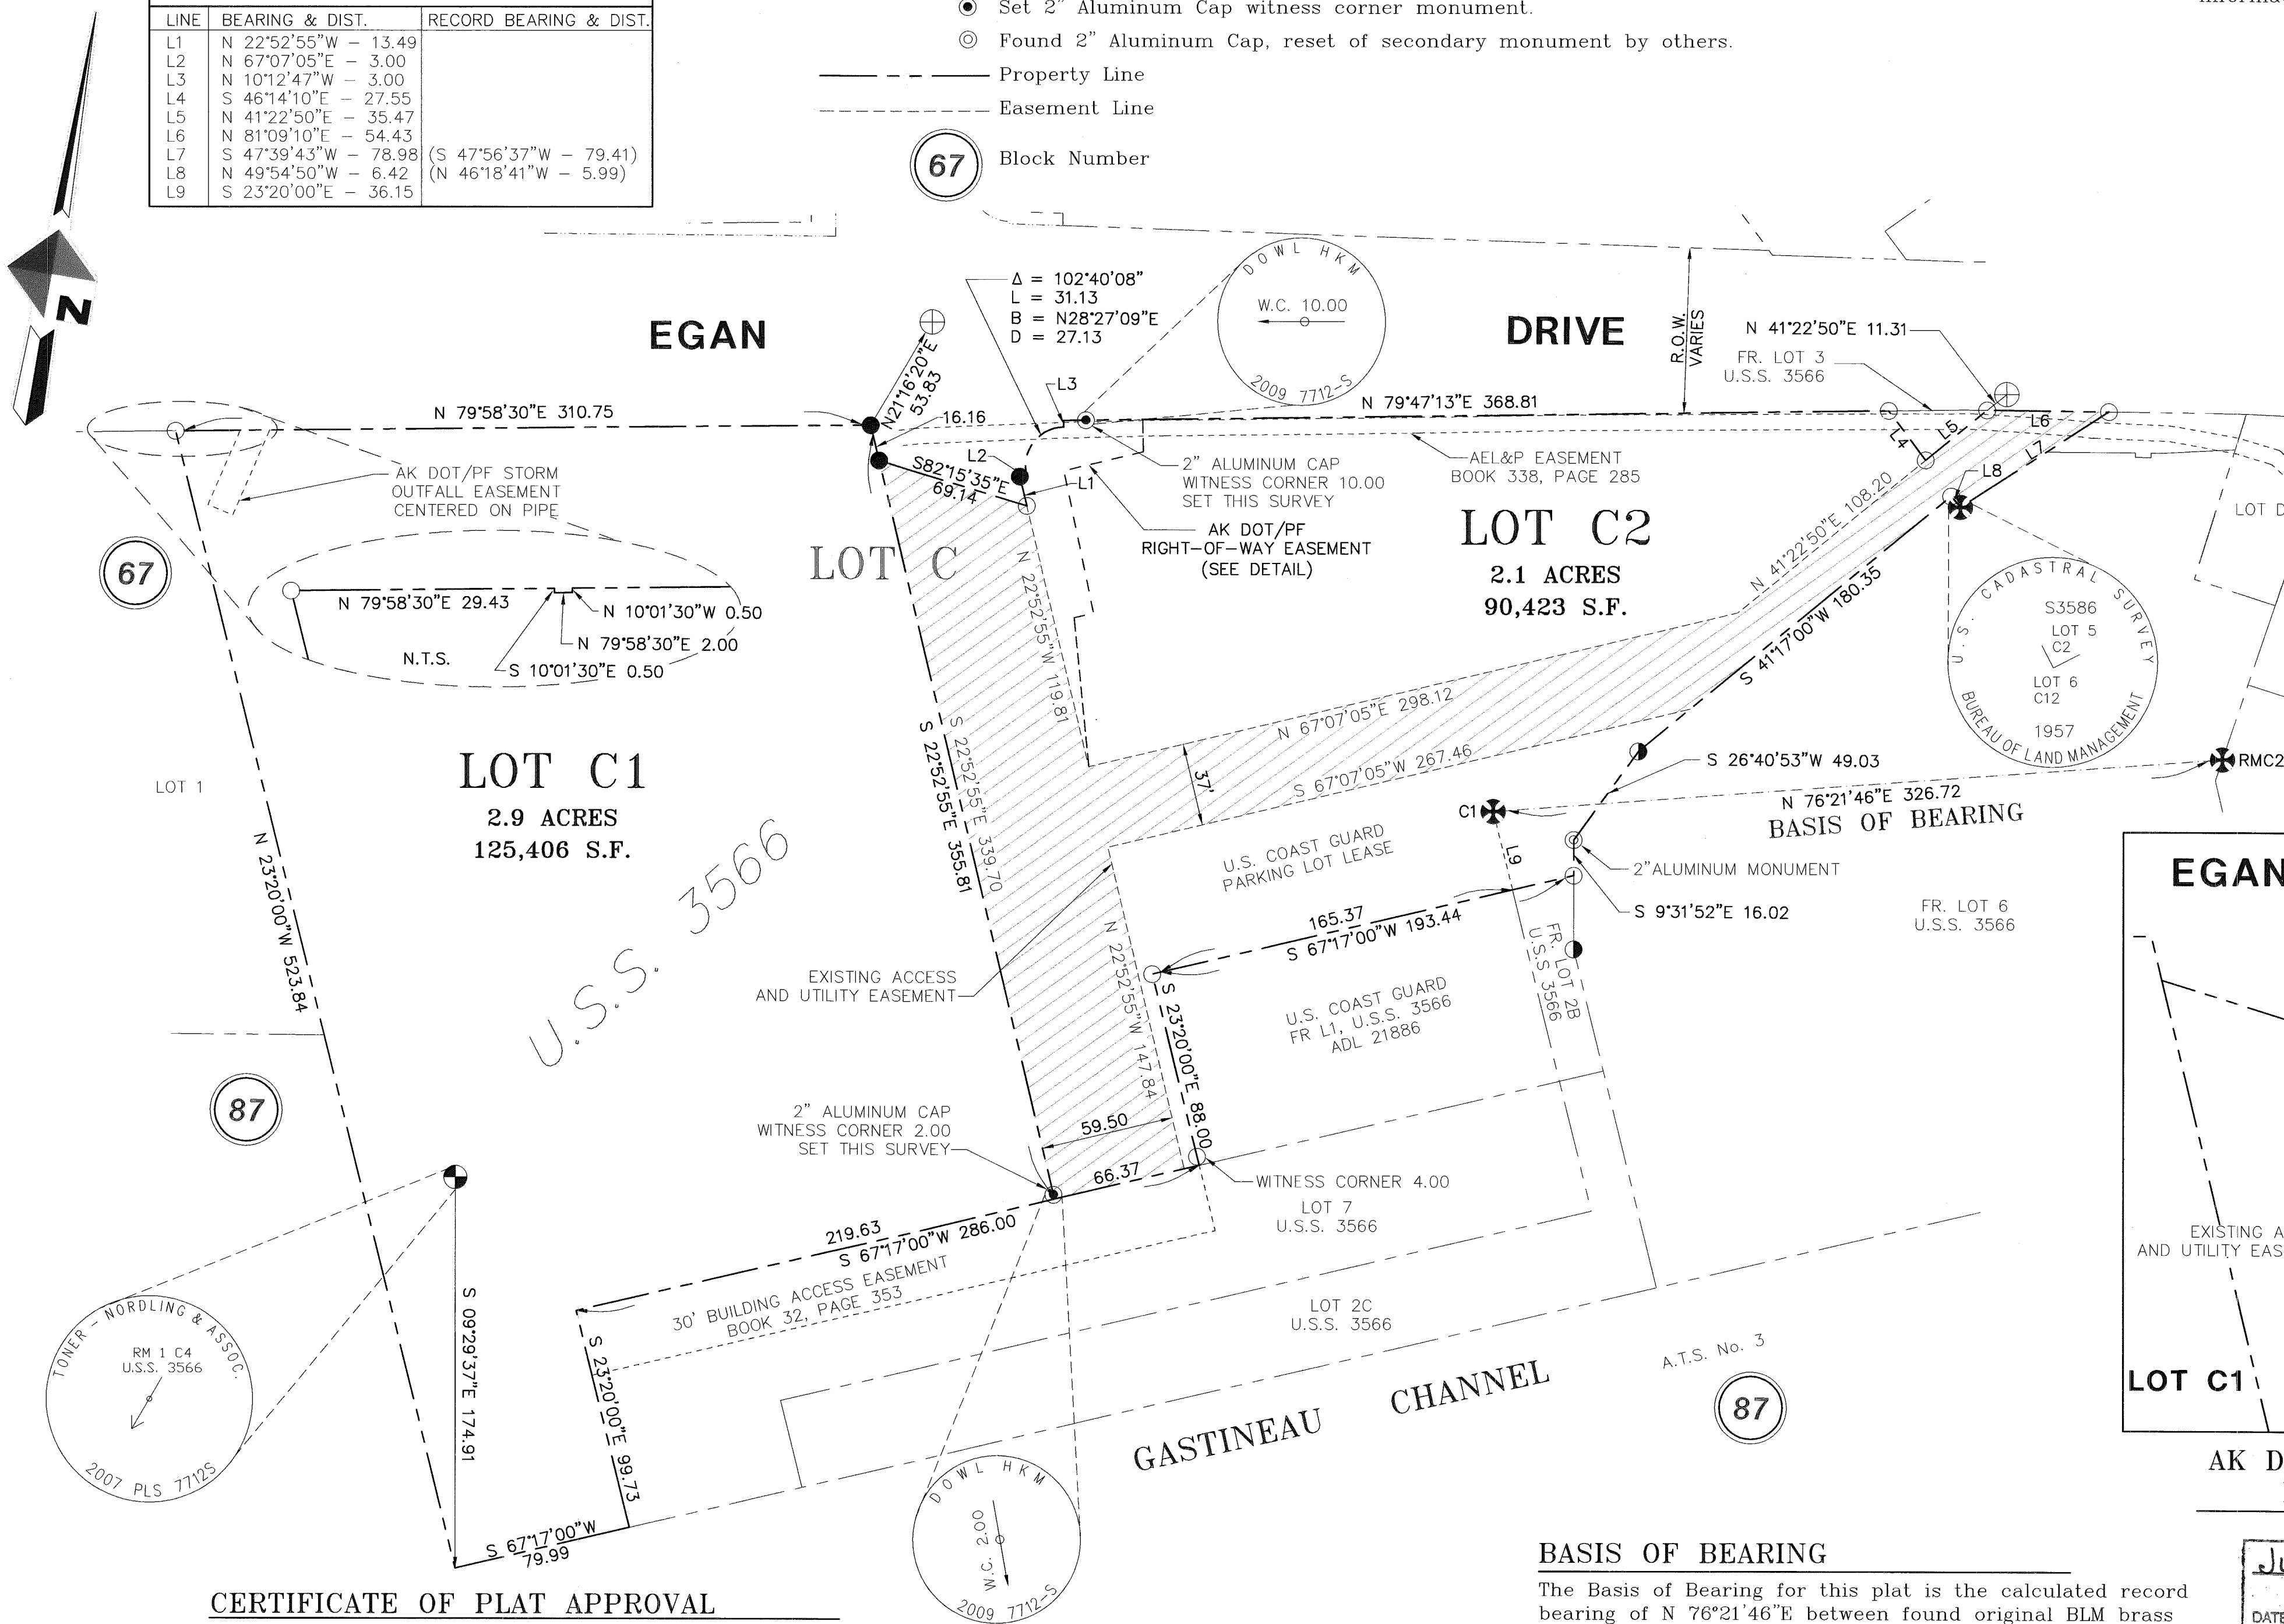 LINE BEARING & DIST. RECORD BEARING & DIST.
L1 N 22°52'55"W – 13.49
L2 N 67°07'05"E – 3.00
L3 N 10°12'47"W – 3.00
L4 S 46°14'10"E – 27.55
L5 N 41°22'50"E – 35.47
L6 N 81°09'10"E – 54.43
L7 S 47°39'43"W – 78.98 (S 47°56'37"W – 79.41)
L8 N 49°54'50"W – 6.42 (N 46°18'41"W – 5.99)
L9 S 23°20'00"E – 36.15
Set 2" Aluminum Cap witness corner monument.
Found 2" Aluminum Cap, reset of secondary monument by others.
Property Line
Easement Line
67 Block Number
N
EGAN
DRIVE
Δ = 102°40'08"
L = 31.13
B = N28°27'09"E
D = 27.13
DOWL HKM
W.C. 10.00
2009 7712-S
R.O.W.
VARIES
N 41°22'50"E 11.31
FR. LOT 3
U.S.S. 3566
N 79°58'30"E 310.75
N21°16'20"E
53.83
16.16
L3
N 79°47'13"E 368.81
L4
L5
L6
L7
L8
AK DOT/PF STORM
OUTFALL EASEMENT
CENTERED ON PIPE
S82°15'35"E
69.14
L2
L1
2" ALUMINUM CAP
WITNESS CORNER 10.00
SET THIS SURVEY
AEL&P EASEMENT
BOOK 338, PAGE 285
AK DOT/PF
RIGHT-OF-WAY EASEMENT
(SEE DETAIL)
LOT C
LOT C2
2.1 ACRES
90,423 S.F.
LOT D
67
N 79°58'30"E 29.43
N 10°01'30"W 0.50
N 79°58'30"E 2.00
S 10°01'30"E 0.50
N.T.S.
N 22°52'55"W 119.81
N 41°22'50"E 108.20
S 41°17'00"W 180.35
U.S. CADASTRAL SURVEY
S3586
LOT 5
C2
LOT 6
C12
1957
BUREAU OF LAND MANAGEMENT
LOT 1
LOT C1
2.9 ACRES
125,406 S.F.
S 22°52'55"E 339.70
S 22°52'55"E 355.81
N 67°07'05"E 298.12
S 67°07'05"W 267.46
37'
S 26°40'53"W 49.03
RMC2
C1
N 76°21'46"E 326.72
BASIS OF BEARING
U.S. COAST GUARD
PARKING LOT LEASE
L9
2"ALUMINUM MONUMENT
S 9°31'52"E 16.02
FR. LOT 6
U.S.S. 3566
EGAN
N 23°20'00"W 523.84
U.S.S. 3566
165.37
S 67°17'00"W 193.44
FR. LOT 2B
U.S.S 3566
EXISTING ACCESS
AND UTILITY EASEMENT
N 22°52'55"W 147.84
S 23°20'00"E 88.00
U.S. COAST GUARD
FR L1, U.S.S. 3566
ADL 21886
87
2" ALUMINUM CAP
WITNESS CORNER 2.00
SET THIS SURVEY
59.50
66.37
WITNESS CORNER 4.00
LOT 7
U.S.S. 3566
219.63
S 67°17'00"W 286.00
30' BUILDING ACCESS EASEMENT
BOOK 32, PAGE 353
EXISTING A
AND UTILITY EAS
LOT 2C
U.S.S. 3566
A.T.S. No. 3
87
LOT C1
TONER - NORDLING & ASSOC.
RM 1 C4
U.S.S. 3566
2007 PLS 7712S
S 09°29'37"E 174.91
S 23°20'00"E 99.73
S 67°17'00"W
79.99
GASTINEAU CHANNEL
AK D
DOWL HKM
W.C. 2.00
2009 7712-S
CERTIFICATE OF PLAT APPROVAL
BASIS OF BEARING
The Basis of Bearing for this plat is the calculated record
bearing of N 76°21'46"E between found original BLM brass
DATE